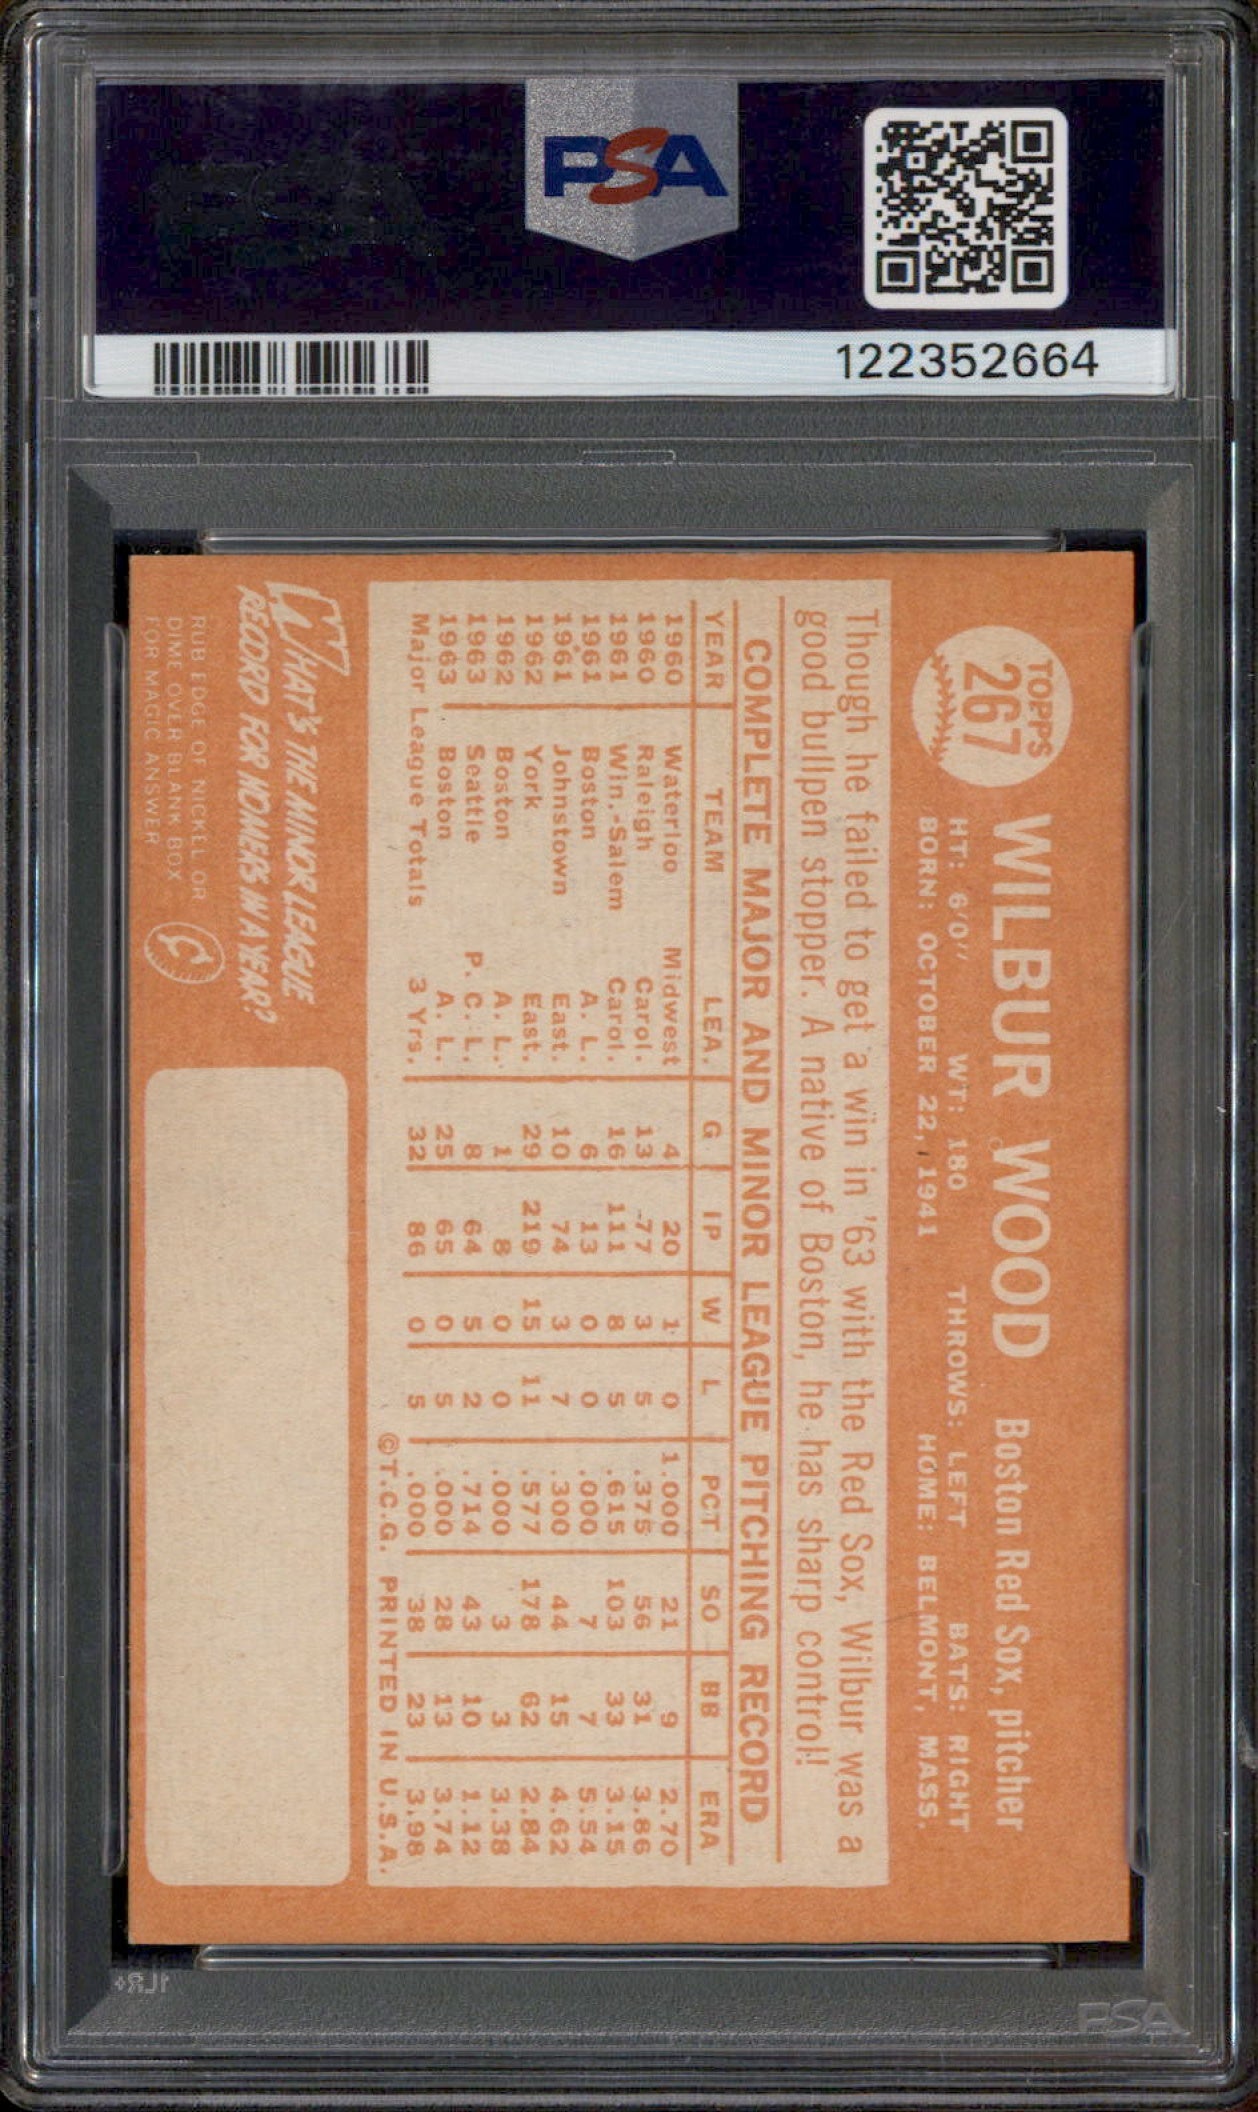 PSA
122352664
TOPPS
267
WILBUR WOOD Boston Red Sox, pitcher
HT: 6'0" WT: 180 THROWS: LEFT BATS: RIGHT
BORN: OCTOBER 22, 1941 HOME: BELMONT, MASS.
Though he failed to get a win in '63 with the Red Sox, Wilbur was a
good bullpen stopper. A native of Boston, he has sharp control!
COMPLETE MAJOR AND MINOR LEAGUE PITCHING RECORD
YEAR TEAM LEA. G IP W L PCT SO BB ERA
1960 Waterloo Midwest 4 20 1 0 1.000 21 9 2.70
1960 Raleigh Carol. 13 77 3 5 .375 56 31 3.86
1961 Win.-Salem Carol. 16 111 8 5 .615 103 33 3.15
1961 Boston A. L. 6 13 0 0 .000 7 7 5.54
1961 Johnstown East. 10 74 3 7 .300 44 15 4.62
1962 York East. 29 219 15 11 .577 178 62 2.84
1962 Boston A. L. 1 8 0 0 .000 3 3 3.38
1963 Seattle P. C. L. 8 64 5 2 .714 43 10 1.12
1963 Boston A. L. 25 65 0 5 .000 28 13 3.74
Major League Totals 3 Yrs. 32 86 0 5 .000 38 23 3.98
©T.C.G. PRINTED IN U.S.A.
WHAT'S THE MINOR LEAGUE
RECORD FOR HOMERS IN A YEAR?
RUB EDGE OF NICKEL OR
DIME OVER BLANK BOX
FOR MAGIC ANSWER
1LR+
PSA